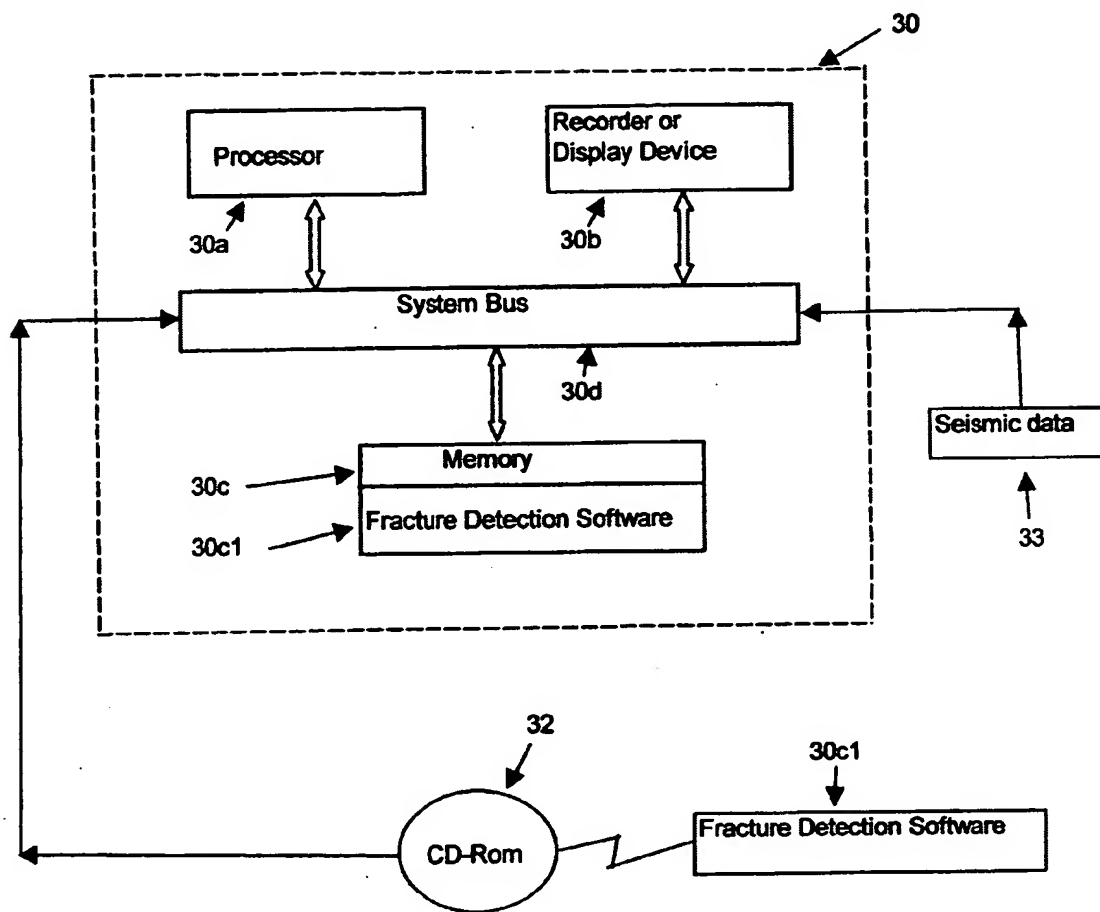 30
Processor
Recorder or
Display Device
30a
30b
System Bus
30d
Memory
30c
Fracture Detection Software
30c1
Seismic data
33
32
30c1
CD-Rom
Fracture Detection Software